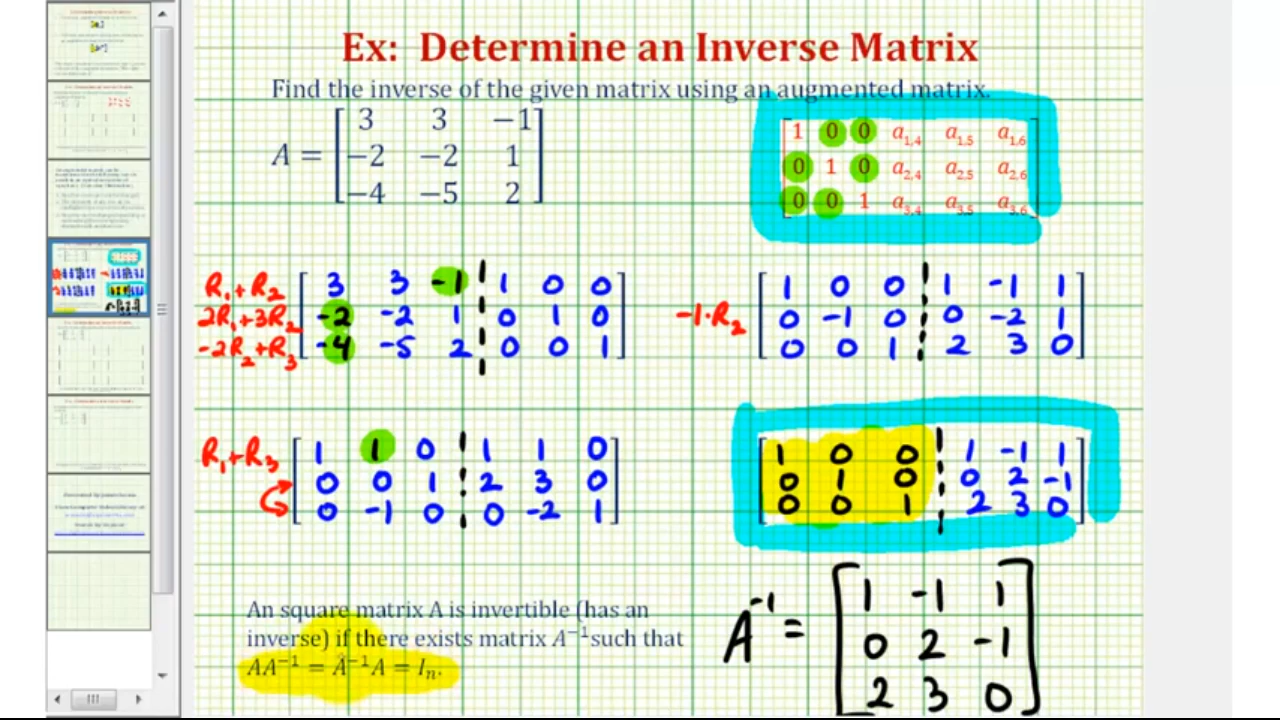 Ex: Determine an Inverse Matrix
Find the inverse of the given matrix using an augmented matrix.
A = [ 3 3 −1
−2 −2 1
−4 −5 2 ]
[ 1 0 0 a1,4 a1,5 a1,6
0 1 0 a2,4 a2,5 a2,6
0 0 1 a3,4 a3,5 a3,6 ]
R1+R2 [ 3 3 -1 ¦ 1 0 0
2R1+3R2 -2 -2 1 ¦ 0 1 0
-2R2+R3 -4 -5 2 ¦ 0 0 1 ]
[ 1 0 0 ¦ 1 -1 1
-1·R2 0 -1 0 ¦ 0 -2 1
0 0 1 ¦ 2 3 0 ]
R1+R3 [ 1 1 0 ¦ 1 1 0
0 0 1 ¦ 2 3 0
0 -1 0 ¦ 0 -2 1 ]
[ 1 0 0 ¦ 1 -1 1
0 1 0 ¦ 0 2 -1
0 0 1 ¦ 2 3 0 ]
An square matrix A is invertible (has an
inverse) if there exists matrix A⁻¹ such that
AA⁻¹ = A⁻¹A = Iₙ.
A⁻¹ = [ 1 -1 1
0 2 -1
2 3 0 ]